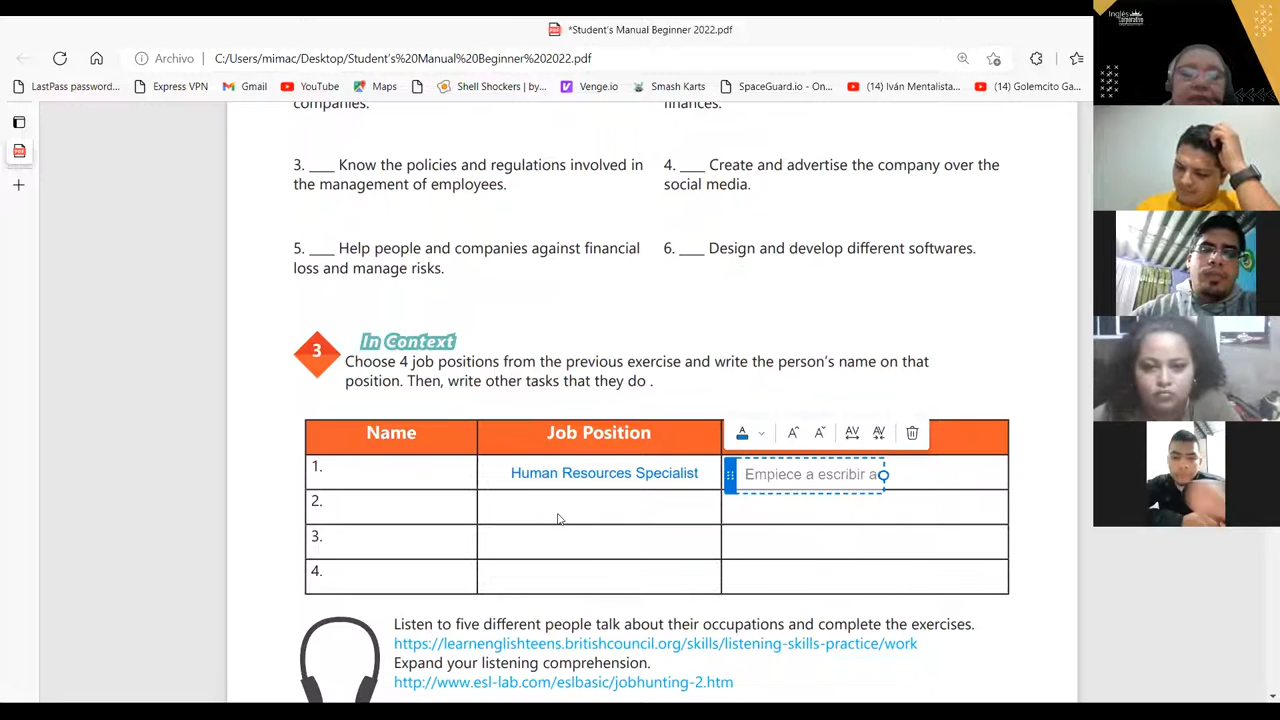 *Student's Manual Beginner 2022.pdf
Archivo
C:/Users/mimac/Desktop/Student's%20Manual%20Beginner%202022.pdf
LastPass password...
Express VPN
Gmail
YouTube
Maps
Shell Shockers | by...
Venge.io
Smash Karts
SpaceGuard.io - On...
(14) Iván Mentalista...
(14) Golemcito Ga...
Inglés
Corporativo
companies.
finances.
3. ___ Know the policies and regulations involved in
the management of employees.
4. ___ Create and advertise the company over the
social media.
5. ___ Help people and companies against financial
loss and manage risks.
6. ___ Design and develop different softwares.
3
In Context
Choose 4 job positions from the previous exercise and write the person's name on that
position. Then, write other tasks that they do .
Name
Job Position
1.
Human Resources Specialist
Empiece a escribir a
2.
3.
4.
Listen to five different people talk about their occupations and complete the exercises.
https://learnenglishteens.britishcouncil.org/skills/listening-skills-practice/work
Expand your listening comprehension.
http://www.esl-lab.com/eslbasic/jobhunting-2.htm